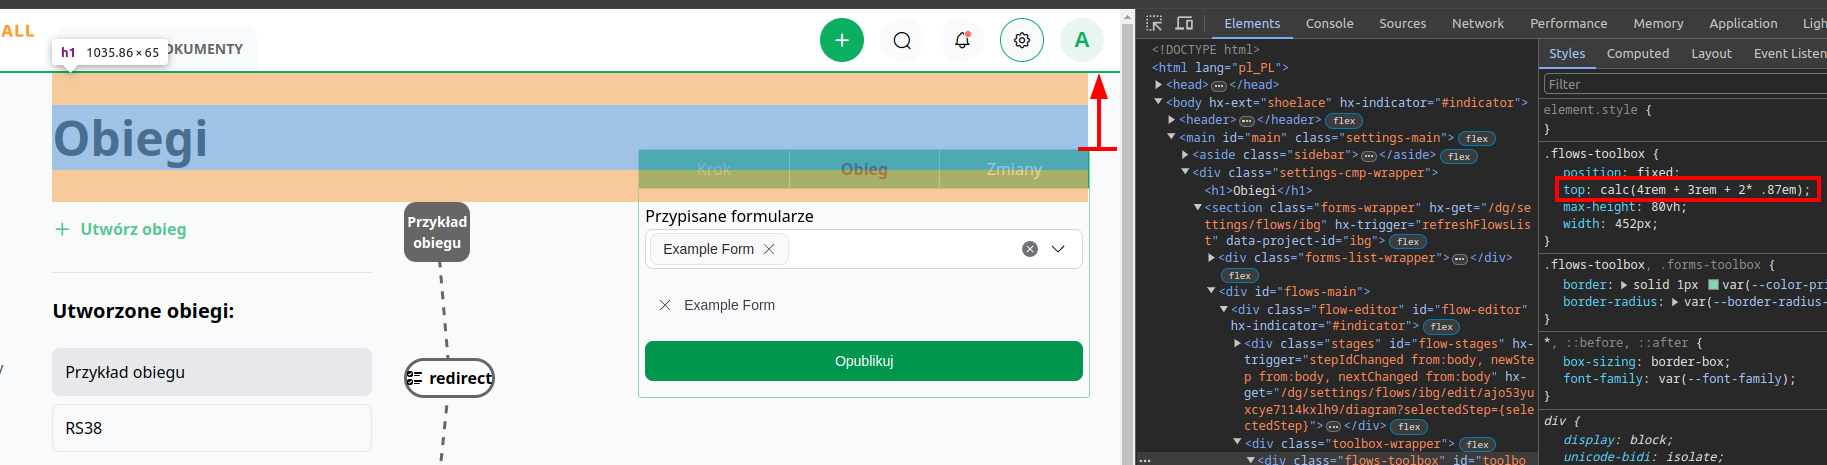 ALL
h1 1035.86 × 65
OKUMENTY
A
Obiegi
Krok Obieg Zmiany
Przypisane formularze
Example Form
Example Form
Opublikuj
+ Utwórz obieg
Utworzone obiegi:
Przykład obiegu
RS38
Przykład
obiegu
redirect
Elements Console Sources Network Performance Memory Application Ligh
<!DOCTYPE html>
<html lang="pl_PL">
<head> </head>
<body hx-ext="shoelace" hx-indicator="#indicator">
<header> </header> flex
<main id="main" class="settings-main"> flex
<aside class="sidebar"> </aside> flex
<div class="settings-cmp-wrapper">
<h1>Obiegi</h1>
<section class="forms-wrapper" hx-get="/dg/se
ttings/flows/ibg" hx-trigger="refreshFlowsLis
t" data-project-id="ibg"> flex
<div class="forms-list-wrapper"> </div>
flex
<div id="flows-main">
<div class="flow-editor" id="flow-editor"
hx-indicator="#indicator"> flex
<div class="stages" id="flow-stages" hx-
trigger="stepIdChanged from:body, newSte
p from:body, nextChanged from:body" hx-
get="/dg/settings/flows/ibg/edit/ajo53yu
xcye7114kxlh9/diagram?selectedStep={selec
tedStep}"> </div> flex
<div class="toolbox-wrapper"> flex
<div class="flows-toolbox" id="toolbo
Styles Computed Layout Event Listen
Filter
element.style {
}
.flows-toolbox {
position: fixed;
top: calc(4rem + 3rem + 2* .87em);
max-height: 80vh;
width: 452px;
}
.flows-toolbox, .forms-toolbox {
border: solid 1px var(--color-pri
border-radius: var(--border-radius-
}
*, ::before, ::after {
box-sizing: border-box;
font-family: var(--font-family);
}
div {
display: block;
unicode-bidi: isolate;